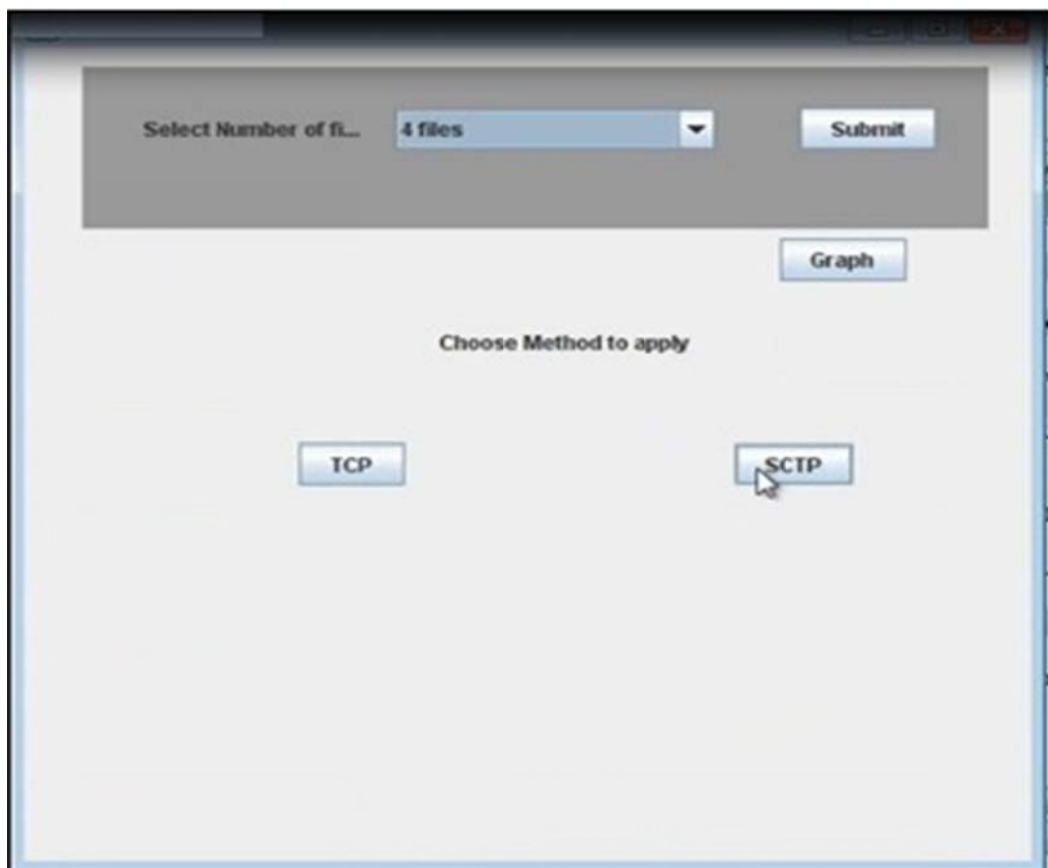 Select Number of fi...
4 files
Submit
Graph
Choose Method to apply
TCP
SCTP